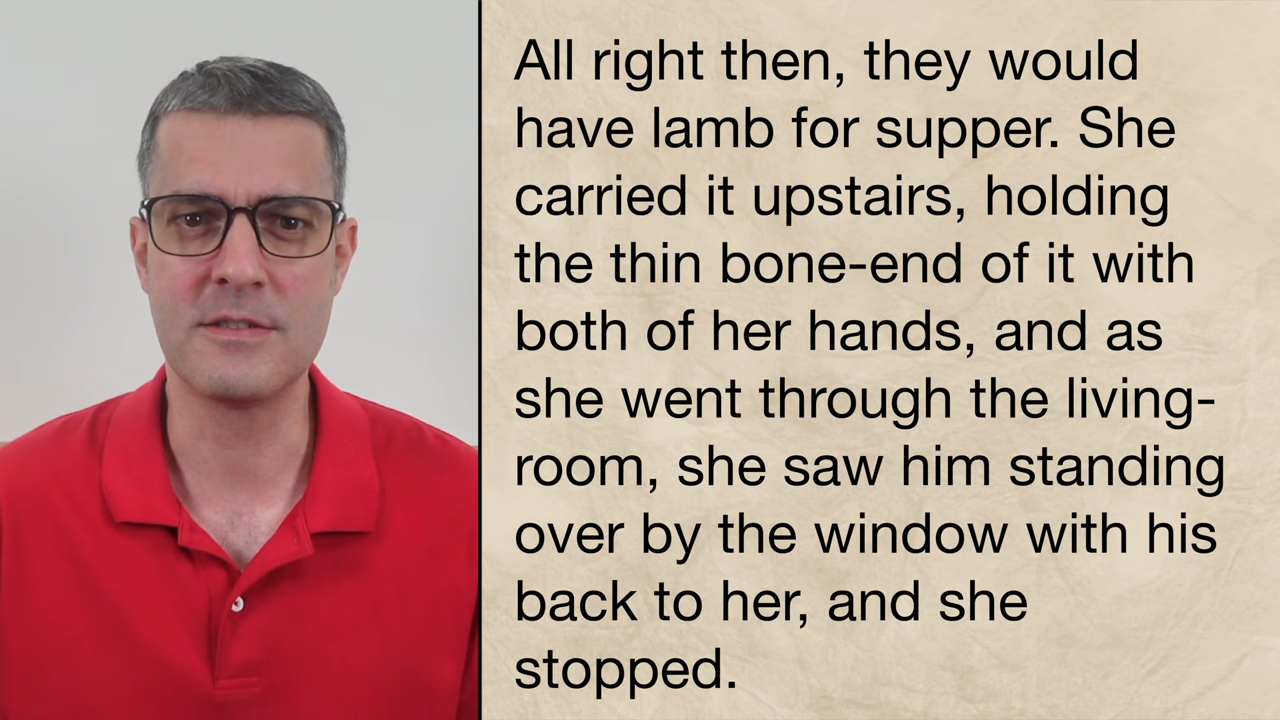 All right then, they would
have lamb for supper. She
carried it upstairs, holding
the thin bone-end of it with
both of her hands, and as
she went through the living-
room, she saw him standing
over by the window with his
back to her, and she
stopped.